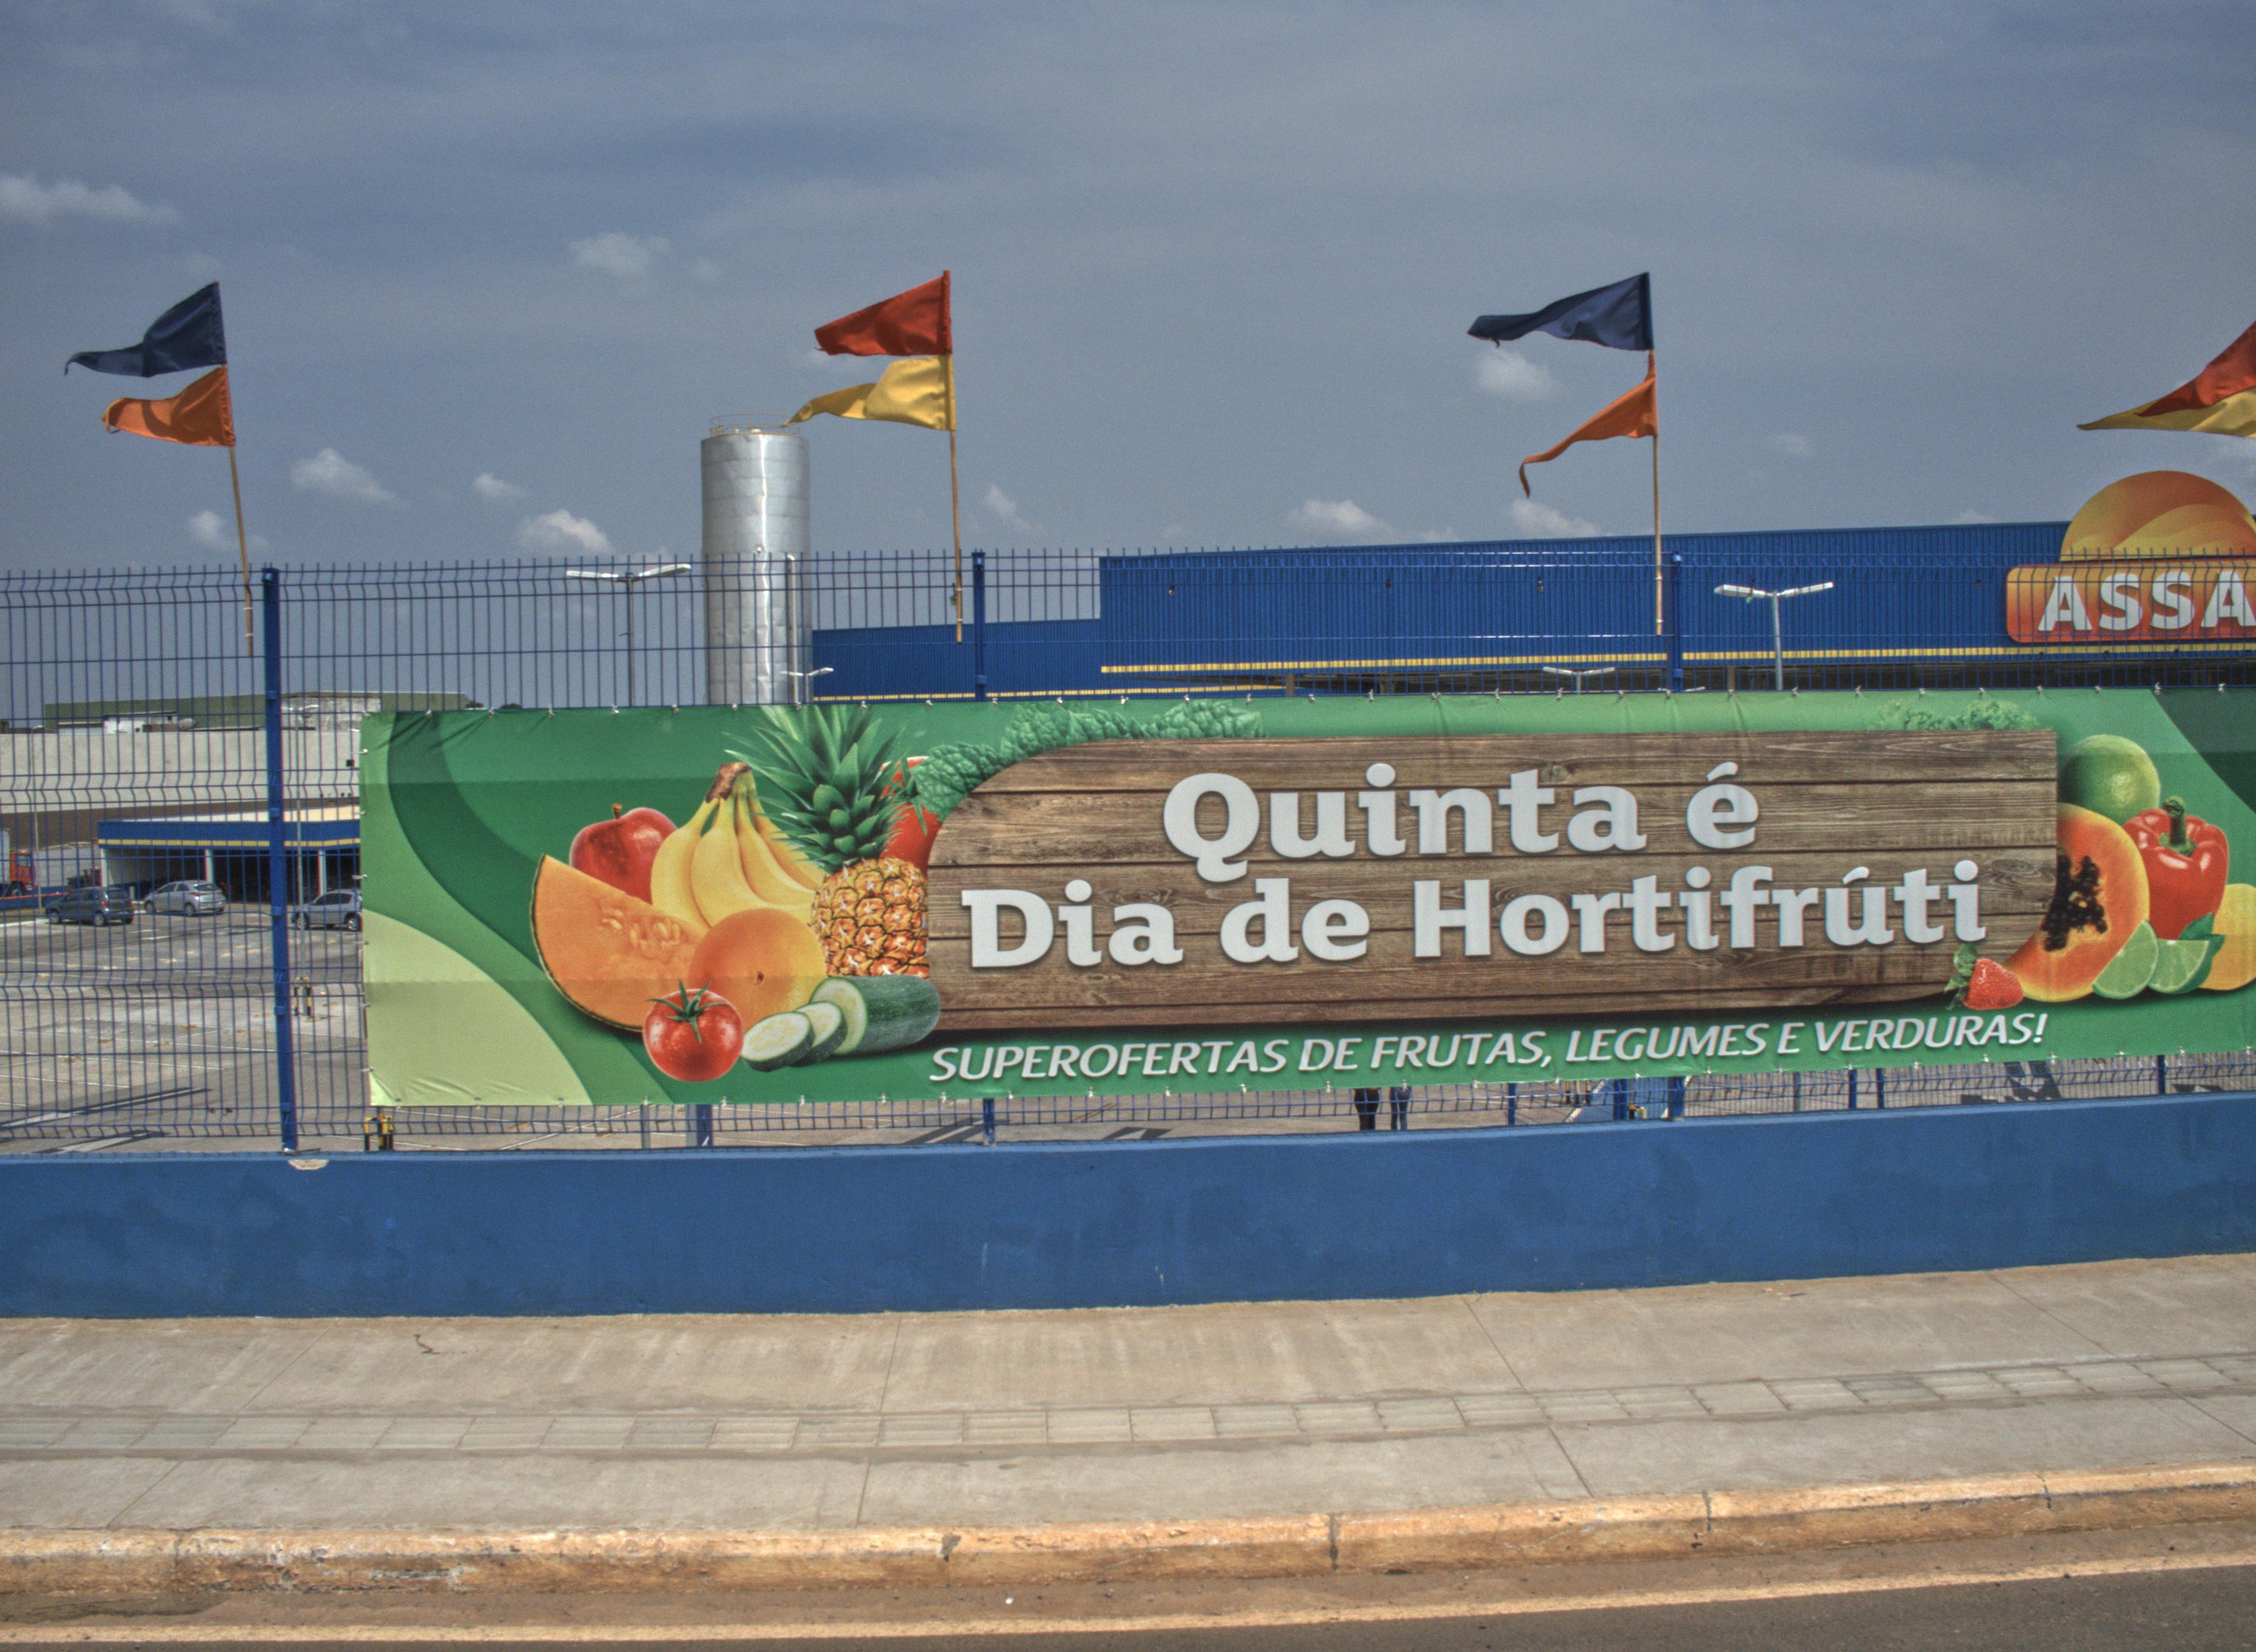 ASSA
Quinta é
Dia de Hortifrúti
SUPEROFERTAS DE FRUTAS, LEGUMES E VERDURAS!